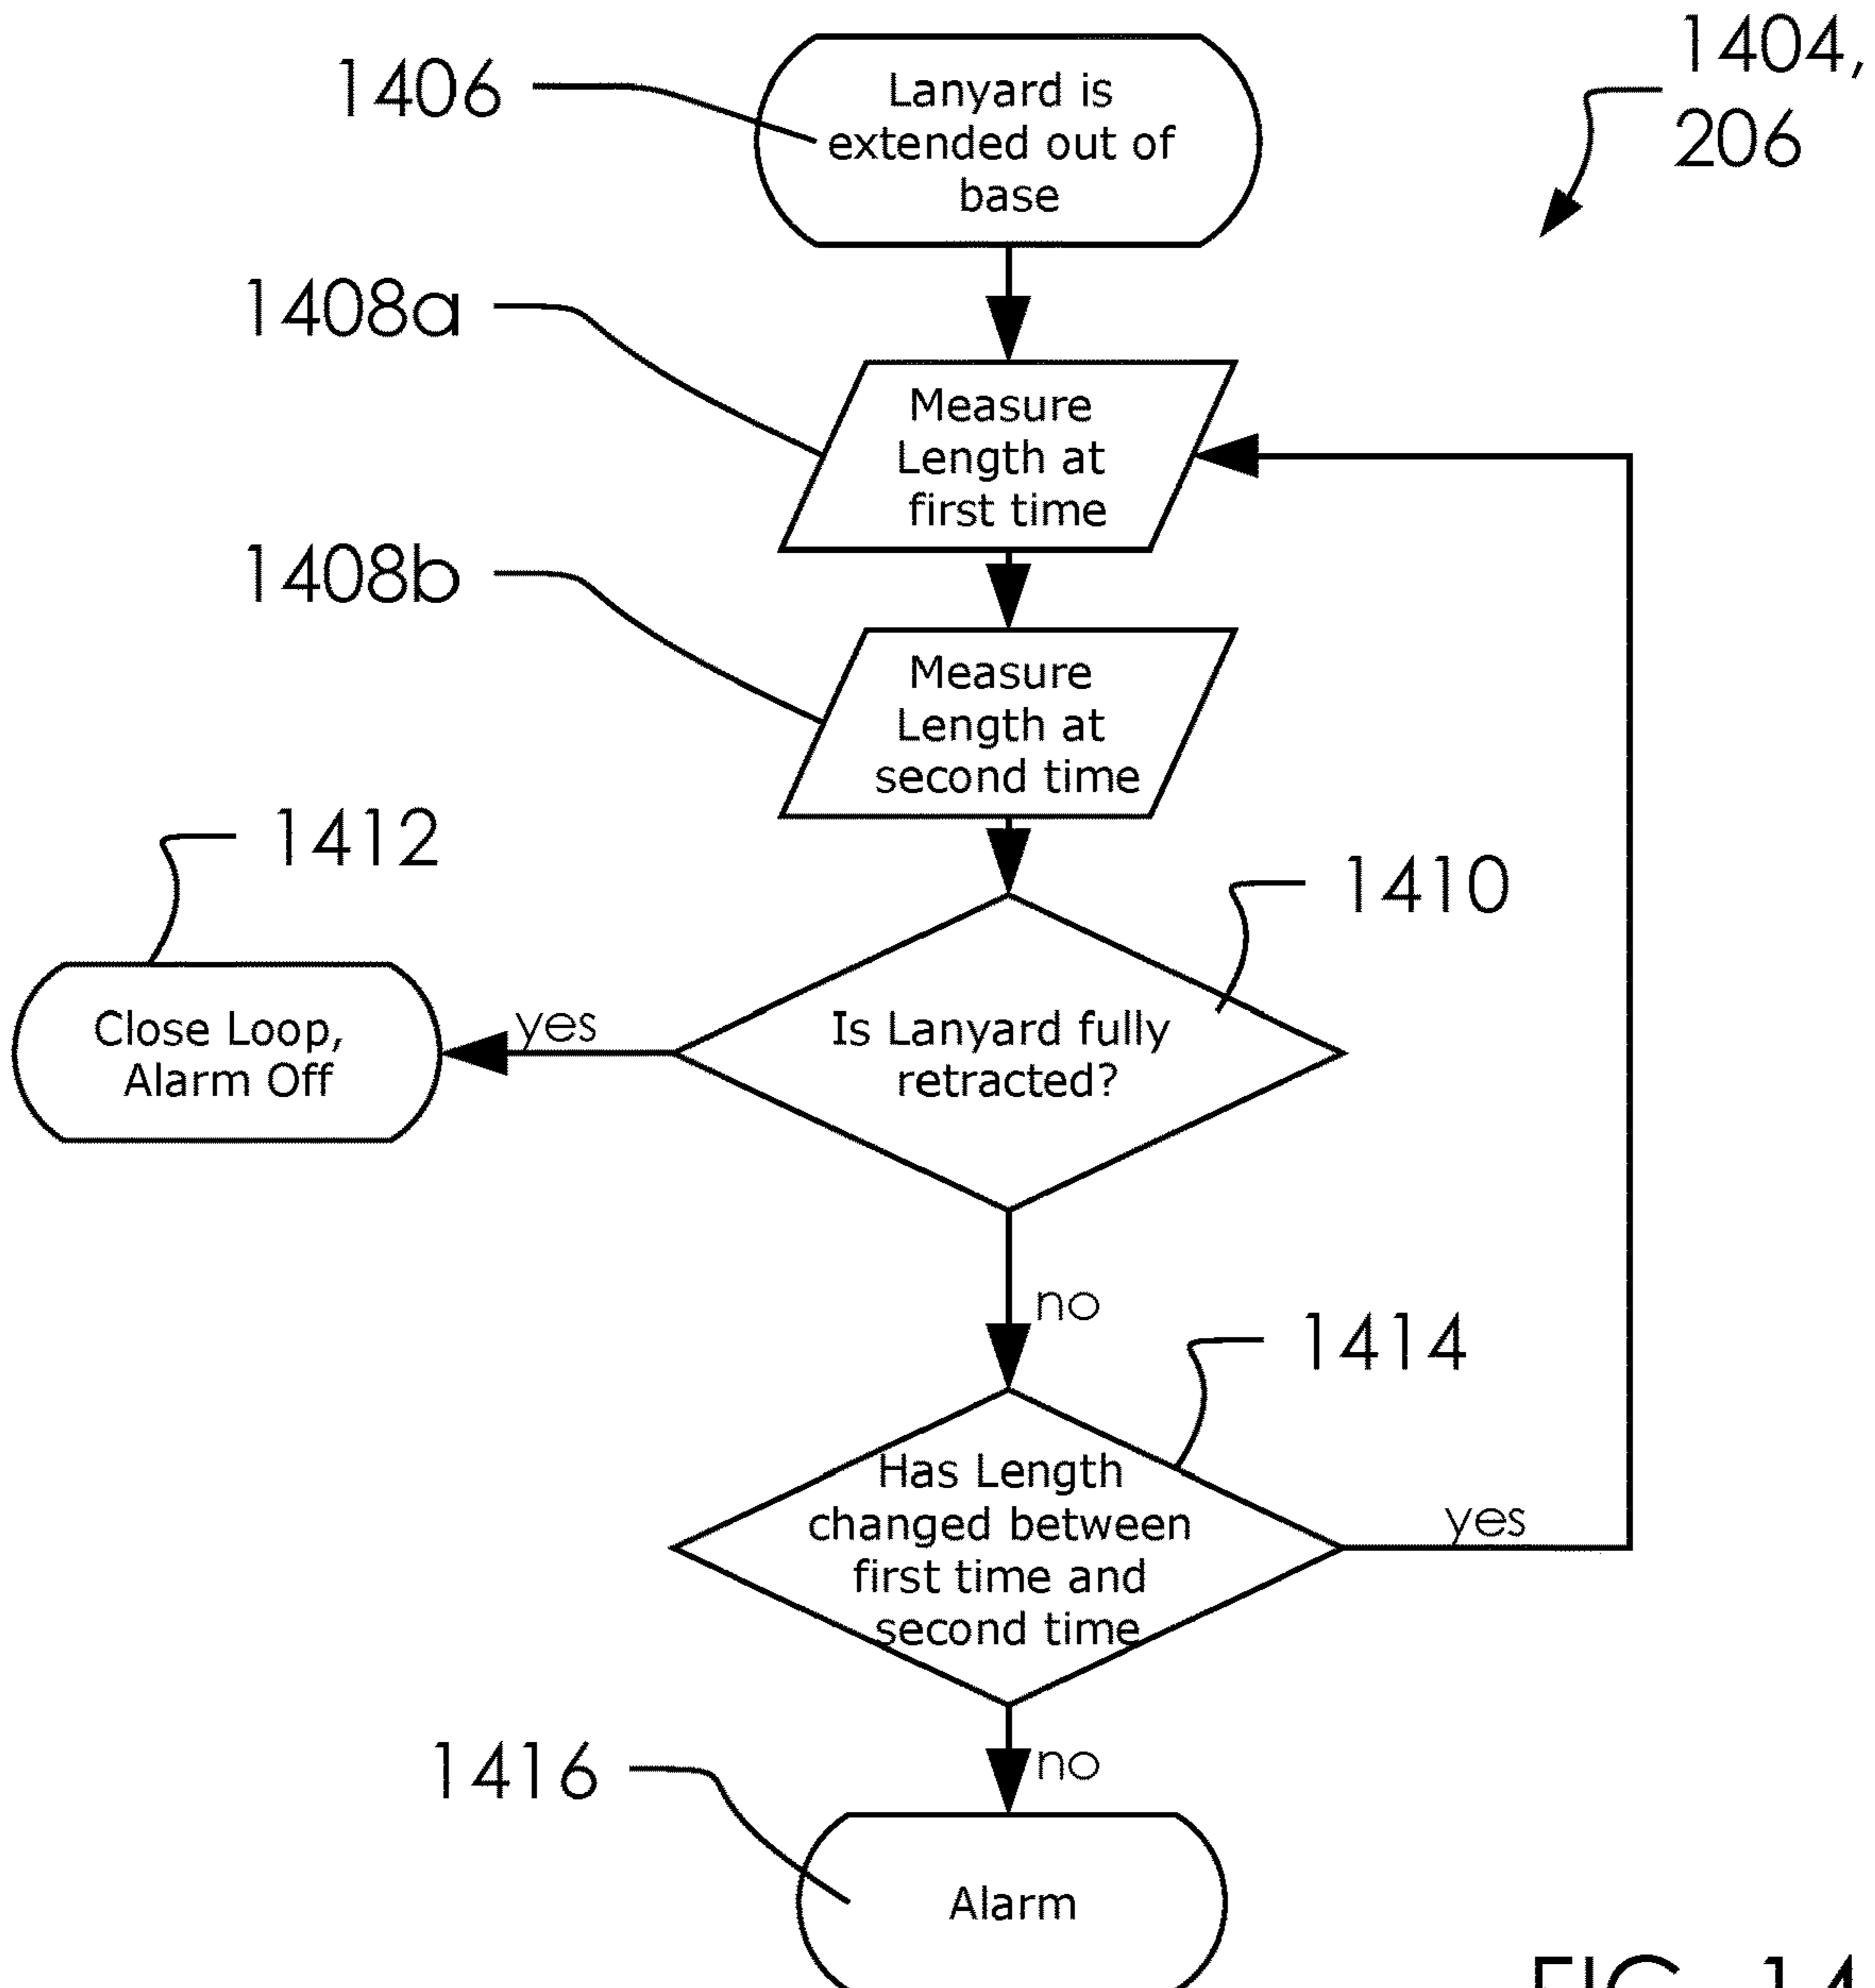 1404,
206
1406
Lanyard is
extended out of
base
1408a
Measure
Length at
first time
1408b
Measure
Length at
second time
1412
1410
Close Loop,
Alarm Off
yes
Is Lanyard fully
retracted?
no
1414
Has Length
changed between
first time and
second time
yes
no
1416
Alarm
FIG. 14